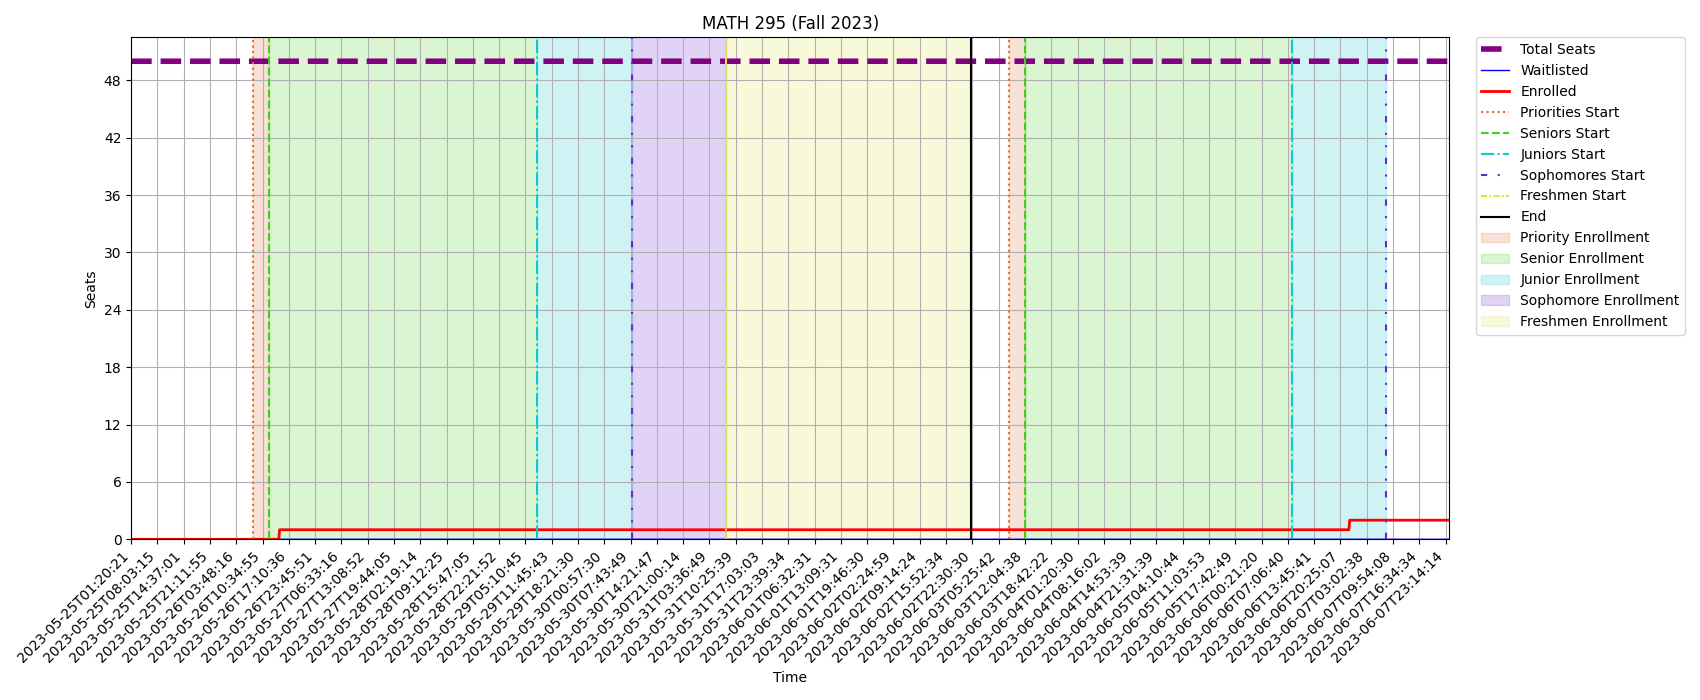 MATH 295 (Fall 2023)
Seats
48
42
36
30
24
18
12
6
0
2023-05-25T01:20:21
2023-05-25T08:03:15
2023-05-25T14:37:01
2023-05-25T21:11:55
2023-05-26T03:48:16
2023-05-26T10:34:55
2023-05-26T17:10:36
2023-05-26T23:45:51
2023-05-27T06:33:16
2023-05-27T13:08:52
2023-05-27T19:44:05
2023-05-28T02:19:14
2023-05-28T09:12:25
2023-05-28T15:47:05
2023-05-28T22:21:52
2023-05-29T05:10:45
2023-05-29T11:45:43
2023-05-29T18:21:30
2023-05-30T00:57:30
2023-05-30T07:43:49
2023-05-30T14:21:47
2023-05-30T21:00:14
2023-05-31T03:36:49
2023-05-31T10:25:39
2023-05-31T17:03:03
2023-05-31T23:39:34
2023-06-01T06:32:31
2023-06-01T13:09:31
2023-06-01T19:46:30
2023-06-02T02:24:59
2023-06-02T09:14:24
2023-06-02T15:52:34
2023-06-02T22:30:30
2023-06-03T05:25:42
2023-06-03T12:04:38
2023-06-03T18:42:22
2023-06-04T01:20:30
2023-06-04T08:16:02
2023-06-04T14:53:39
2023-06-04T21:31:39
2023-06-05T04:10:44
2023-06-05T11:03:53
2023-06-05T17:42:49
2023-06-06T00:21:20
2023-06-06T07:06:40
2023-06-06T13:45:41
2023-06-06T20:25:07
2023-06-07T03:02:38
2023-06-07T09:54:08
2023-06-07T16:34:34
2023-06-07T23:14:14
Time
Total Seats
Waitlisted
Enrolled
Priorities Start
Seniors Start
Juniors Start
Sophomores Start
Freshmen Start
End
Priority Enrollment
Senior Enrollment
Junior Enrollment
Sophomore Enrollment
Freshmen Enrollment